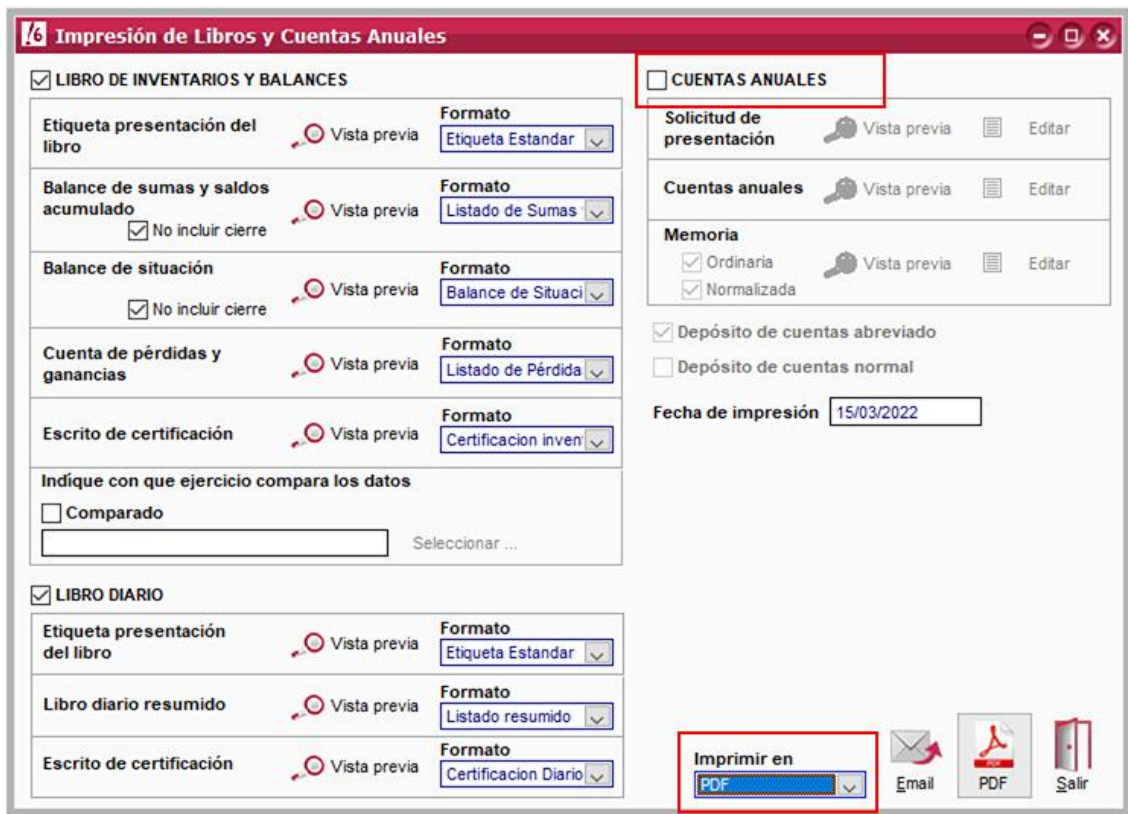 Impresión de Libros y Cuentas Anuales
LIBRO DE INVENTARIOS Y BALANCES
Etiqueta presentación del
libro
Vista previa
Formato
Etiqueta Estandar
Balance de sumas y saldos
acumulado
No incluir cierre
Vista previa
Formato
Listado de Sumas
Balance de situación
No incluir cierre
Vista previa
Formato
Balance de Situaci
Cuenta de pérdidas y
ganancias
Vista previa
Formato
Listado de Pérdida
Escrito de certificación
Vista previa
Formato
Certificacion inven
Indique con que ejercicio compara los datos
Comparado
Seleccionar ...
LIBRO DIARIO
Etiqueta presentación
del libro
Vista previa
Formato
Etiqueta Estandar
Libro diario resumido
Vista previa
Formato
Listado resumido
Escrito de certificación
Vista previa
Formato
Certificacion Diario
CUENTAS ANUALES
Solicitud de
presentación
Vista previa
Editar
Cuentas anuales
Vista previa
Editar
Memoria
Ordinaria
Normalizada
Vista previa
Editar
Depósito de cuentas abreviado
Depósito de cuentas normal
Fecha de impresión 15/03/2022
Imprimir en
PDF
Email
PDF
Salir